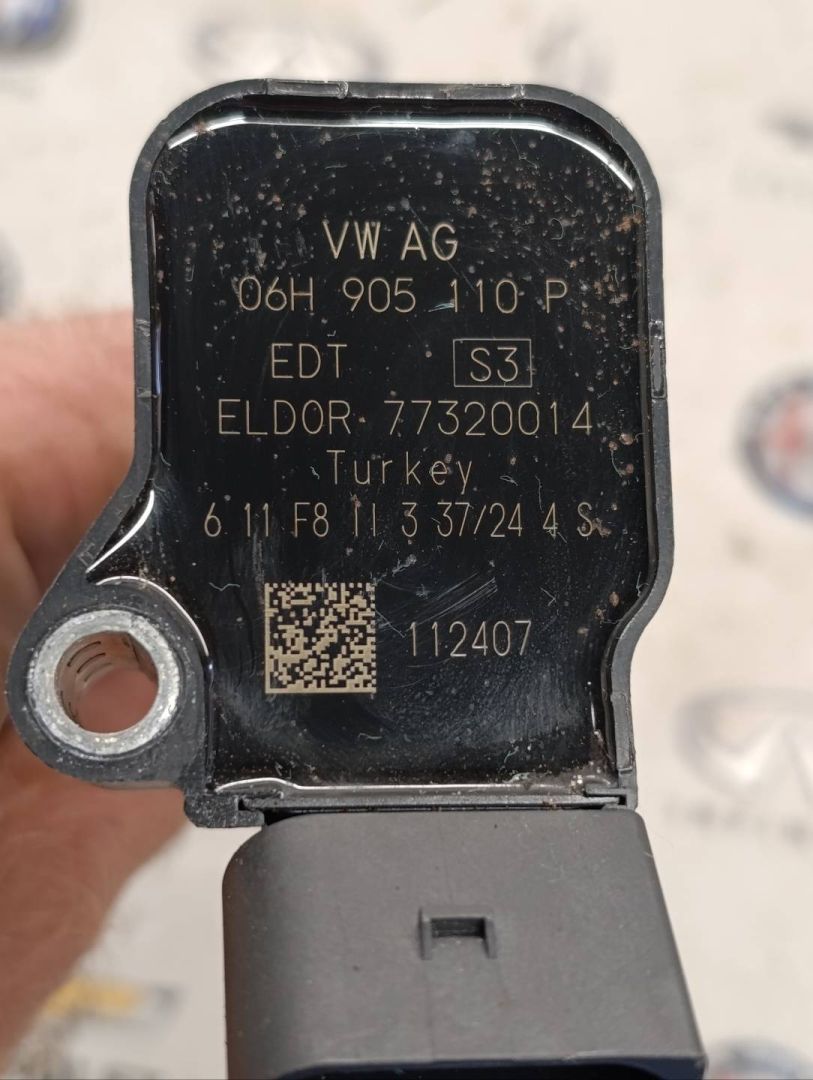 VW AG
06H 905 110 P
EDT S3
ELDOR 77320014
Turkey
6 11 F8 11 3 37/24 4 S
112407